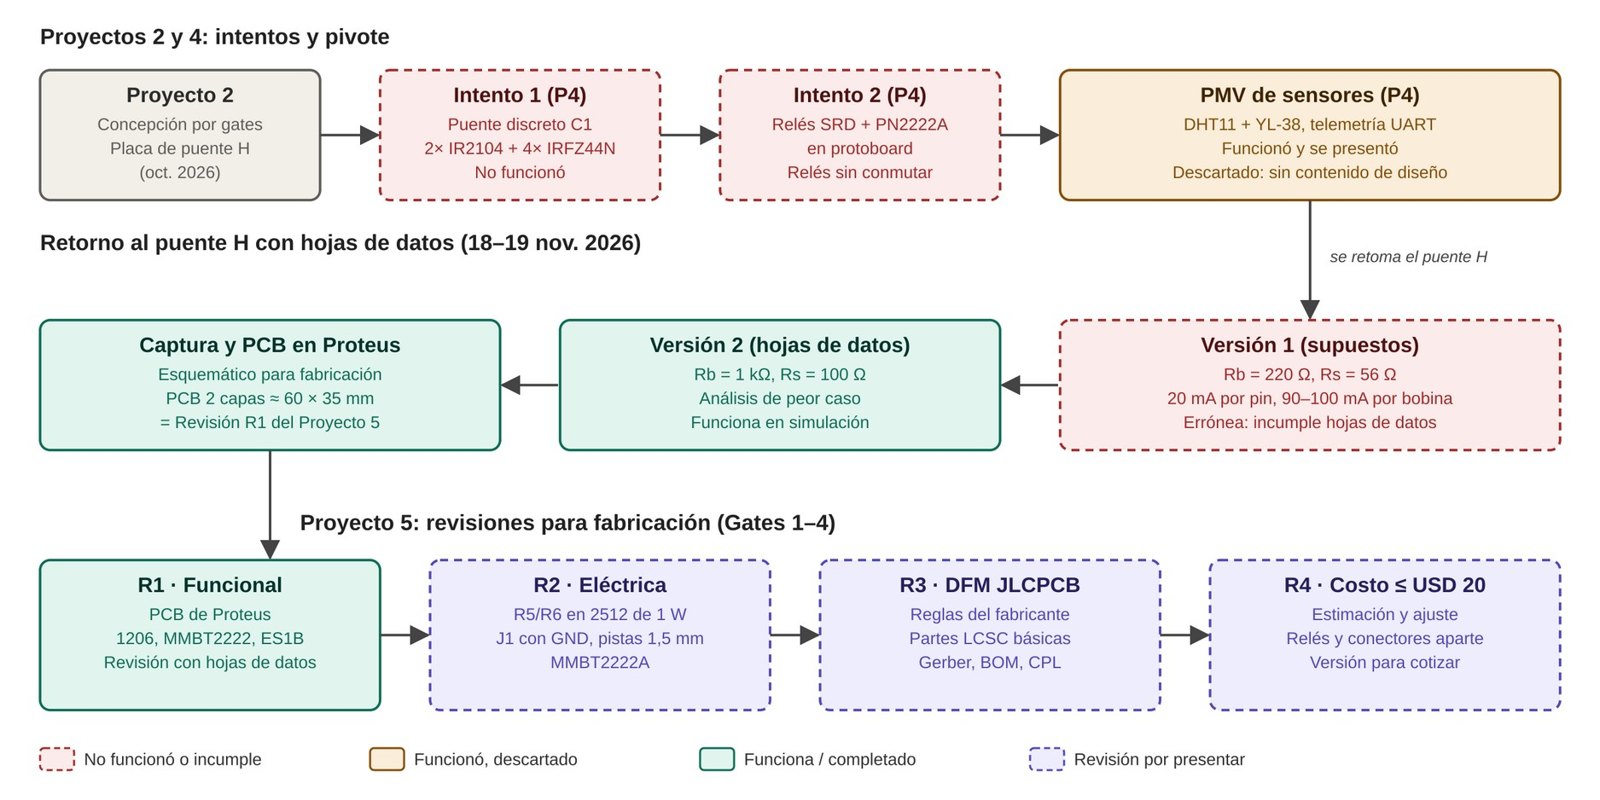 Proyectos 2 y 4: intentos y pivote
Proyecto 2
Concepción por gates
Placa de puente H
(oct. 2026)
Intento 1 (P4)
Puente discreto C1
2× IR2104 + 4× IRFZ44N
No funcionó
Intento 2 (P4)
Relés SRD + PN2222A
en protoboard
Relés sin conmutar
PMV de sensores (P4)
DHT11 + YL-38, telemetría UART
Funcionó y se presentó
Descartado: sin contenido de diseño
Retorno al puente H con hojas de datos (18–19 nov. 2026)
se retoma el puente H
Captura y PCB en Proteus
Esquemático para fabricación
PCB 2 capas ≈ 60 × 35 mm
= Revisión R1 del Proyecto 5
Versión 2 (hojas de datos)
Rb = 1 kΩ, Rs = 100 Ω
Análisis de peor caso
Funciona en simulación
Versión 1 (supuestos)
Rb = 220 Ω, Rs = 56 Ω
20 mA por pin, 90–100 mA por bobina
Errónea: incumple hojas de datos
Proyecto 5: revisiones para fabricación (Gates 1–4)
R1 · Funcional
PCB de Proteus
1206, MMBT2222, ES1B
Revisión con hojas de datos
R2 · Eléctrica
R5/R6 en 2512 de 1 W
J1 con GND, pistas 1,5 mm
MMBT2222A
R3 · DFM JLCPCB
Reglas del fabricante
Partes LCSC básicas
Gerber, BOM, CPL
R4 · Costo ≤ USD 20
Estimación y ajuste
Relés y conectores aparte
Versión para cotizar
No funcionó o incumple
Funcionó, descartado
Funciona / completado
Revisión por presentar